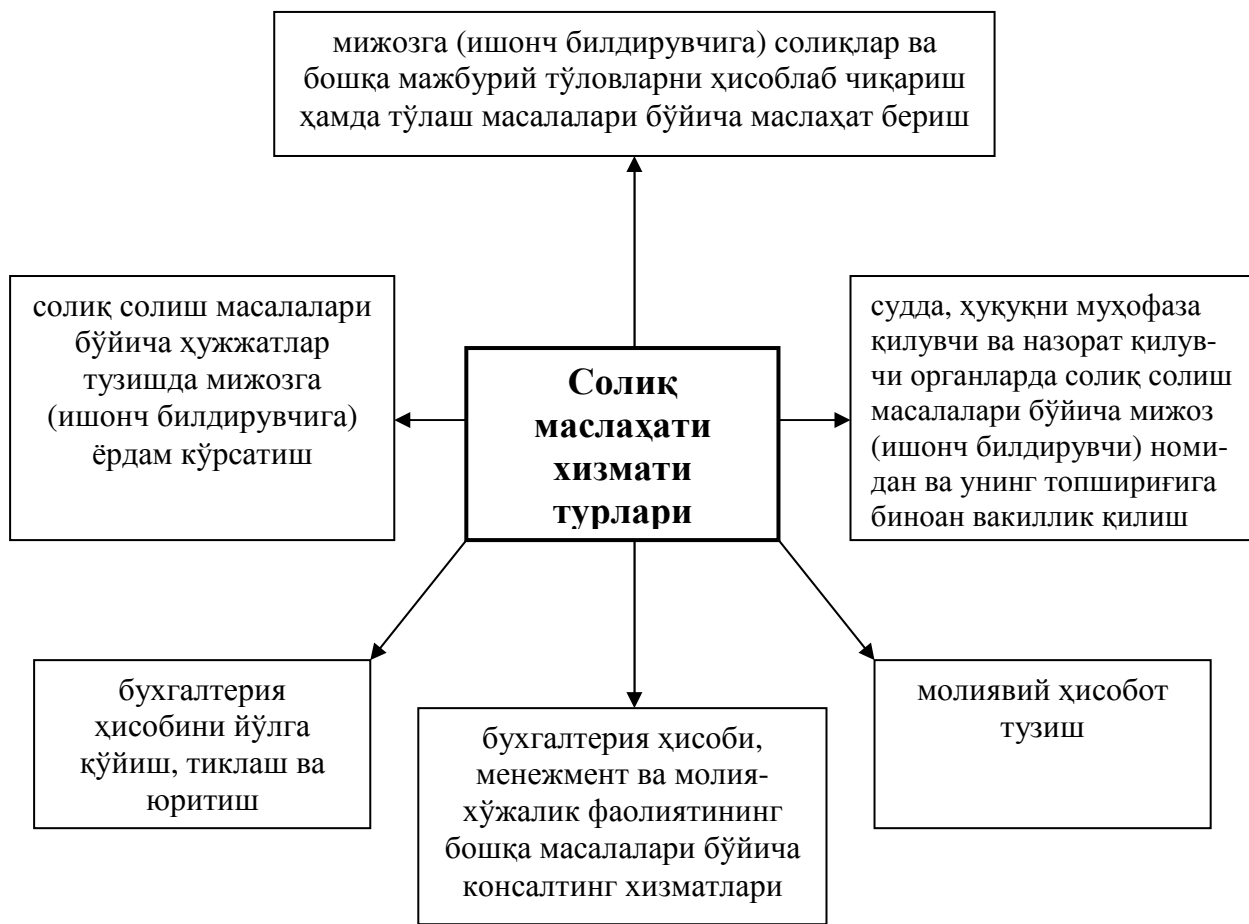 мижозга (ишонч билдирувчига) солиқлар ва
бошқа мажбурий тўловларни ҳисоблаб чиқариш
ҳамда тўлаш масалалари бўйича маслаҳат бериш
солиқ солиш масалалари
бўйича ҳужжатлар
тузишда мижозга
(ишонч билдирувчига)
ёрдам кўрсатиш
Солиқ
маслаҳати
хизмати
турлари
судда, ҳуқуқни муҳофаза
қилувчи ва назорат қилув-
чи органларда солиқ солиш
масалалари бўйича мижоз
(ишонч билдирувчи) номи-
дан ва унинг топшириғига
биноан вакиллик қилиш
бухгалтерия
ҳисобини йўлга
қўйиш, тиклаш ва
юритиш
бухгалтерия ҳисоби,
менежмент ва молия-
хўжалик фаолиятининг
бошқа масалалари бўйича
консалтинг хизматлари
молиявий ҳисобот
тузиш